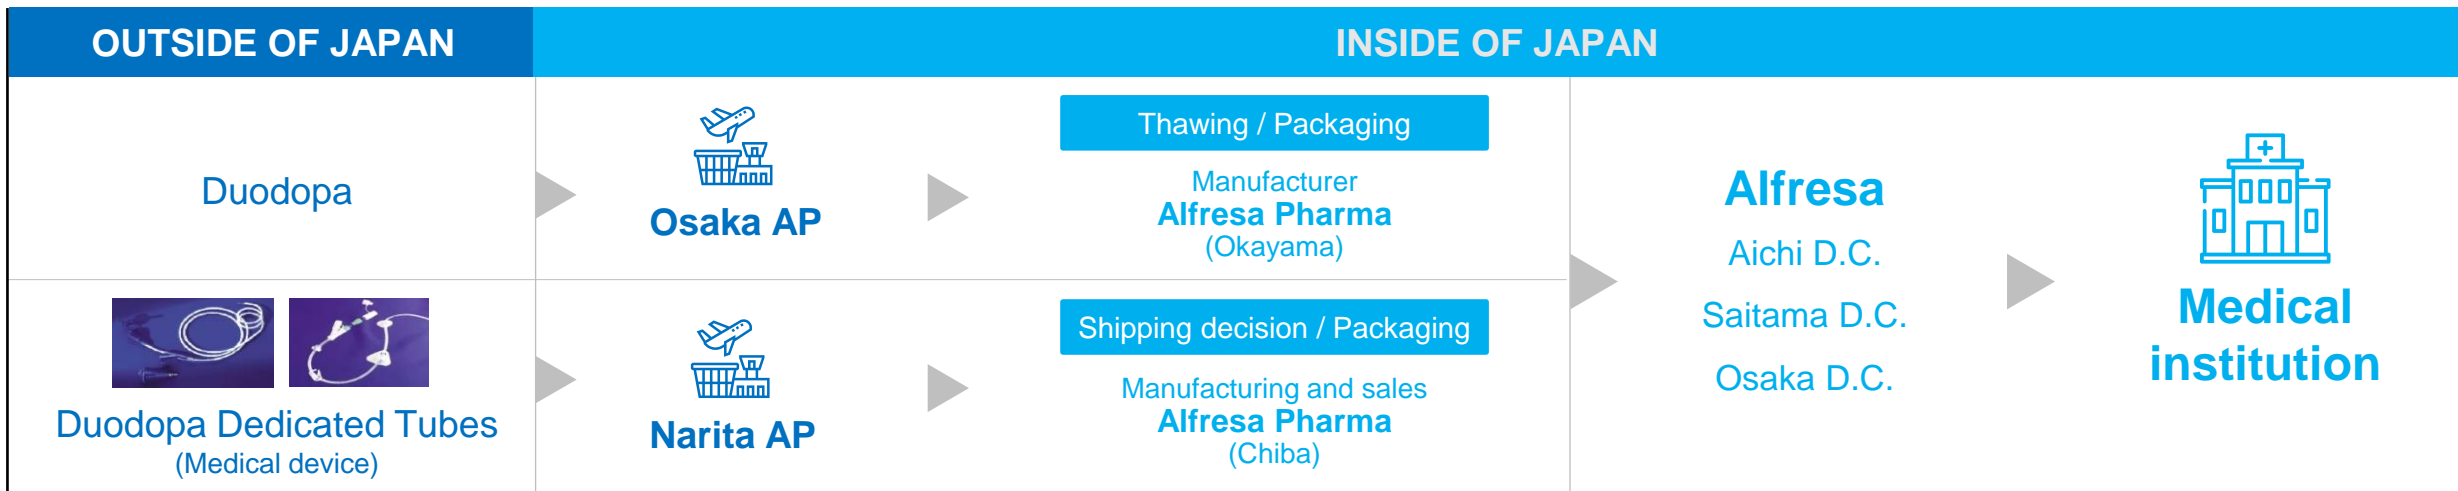 OUTSIDE OF JAPAN
INSIDE OF JAPAN
Duodopa
Osaka AP
Thawing / Packaging
Manufacturer
Alfresa Pharma
(Okayama)
Duodopa Dedicated Tubes
(Medical device)
Narita AP
Shipping decision / Packaging
Manufacturing and sales
Alfresa Pharma
(Chiba)
Alfresa
Aichi D.C.
Saitama D.C.
Osaka D.C.
Medical
institution